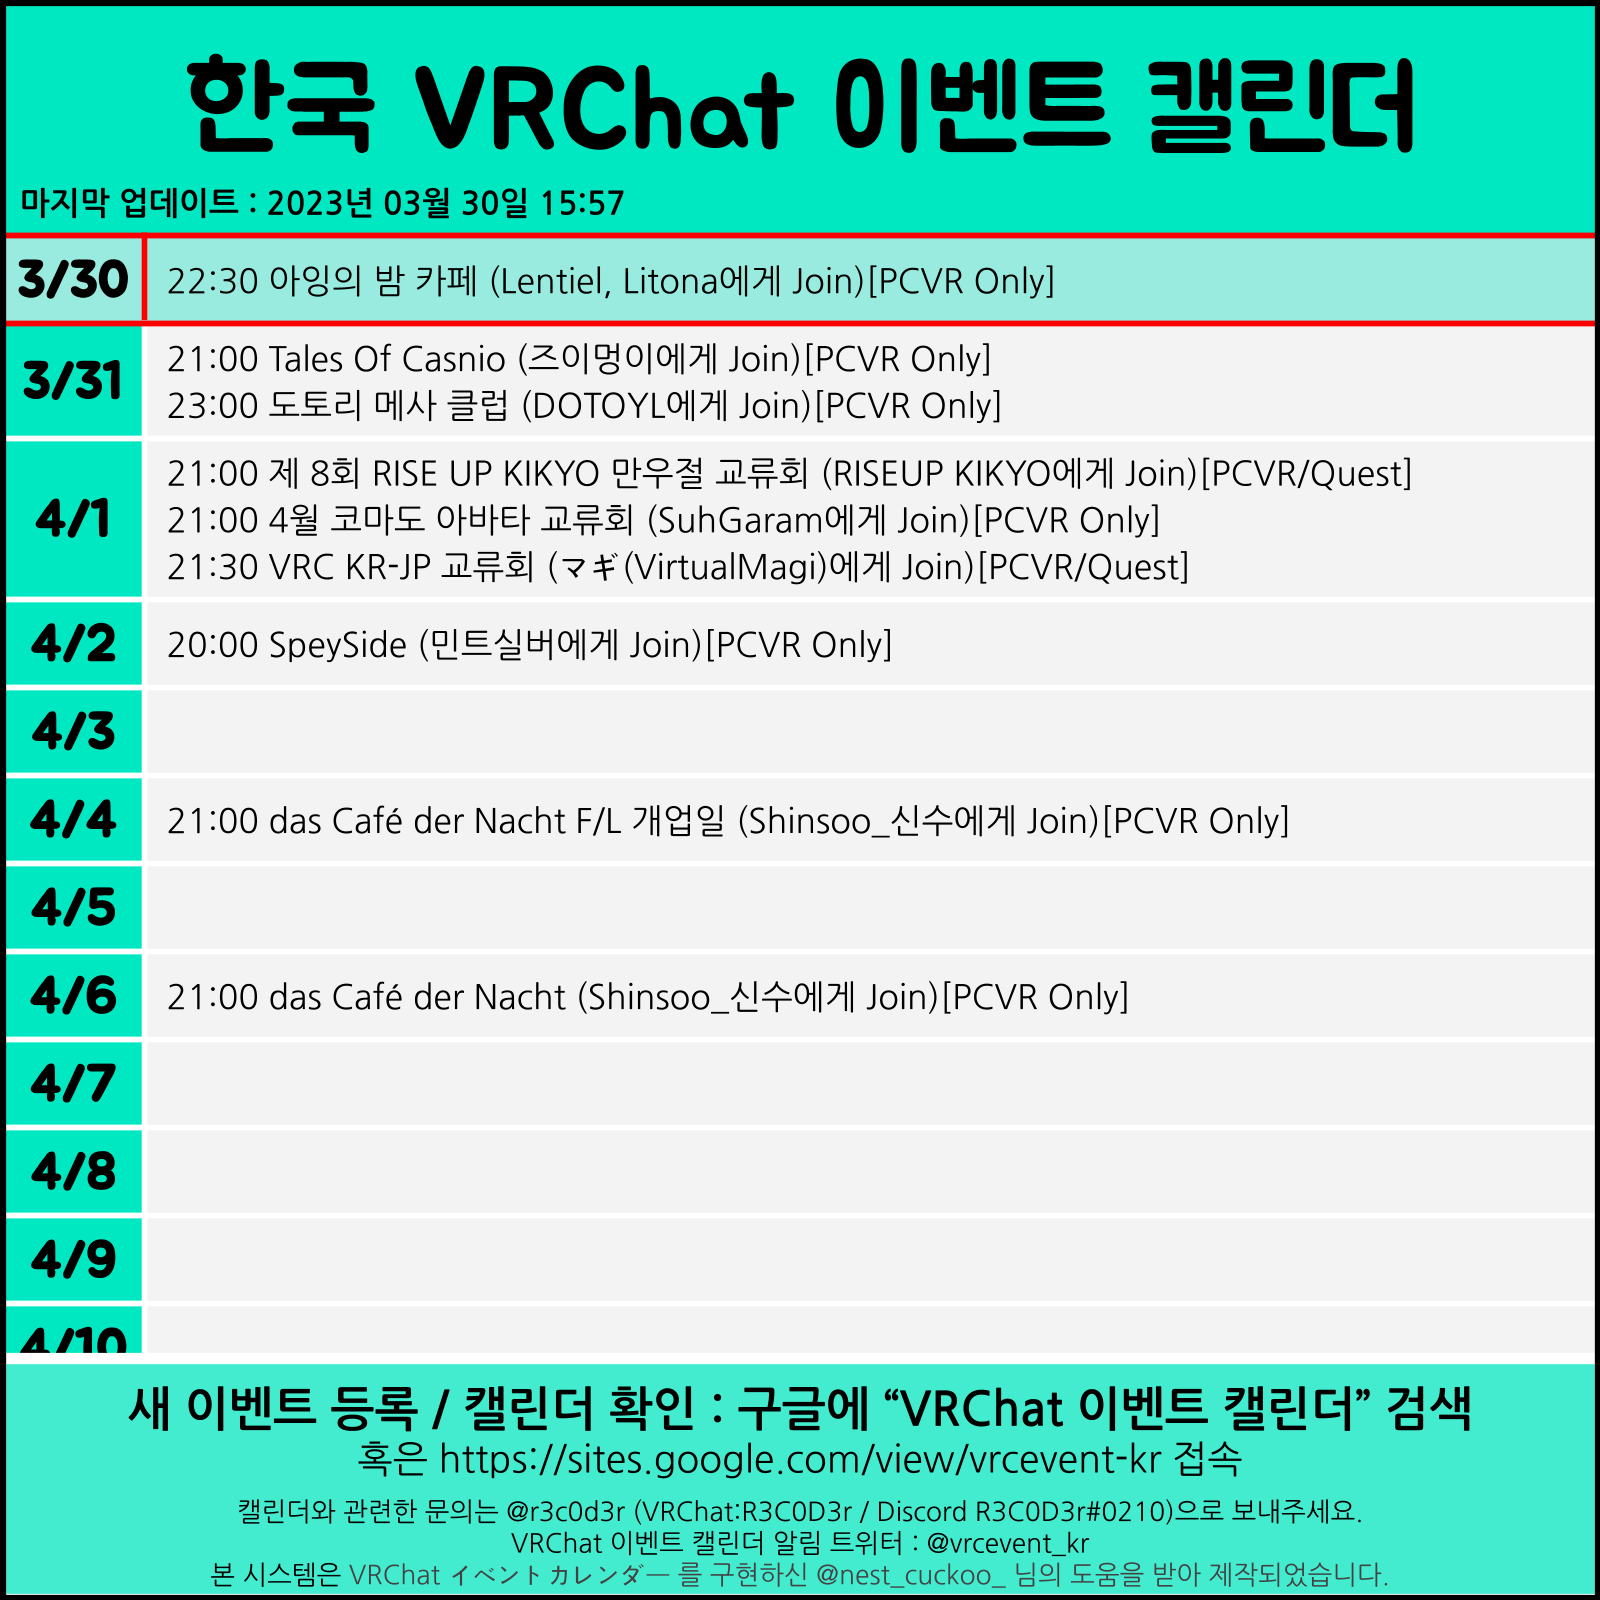 한국 VRChat 이벤트 캘린더
마지막 업데이트 : 2023년 03월 30일 15:57
3/30
22:30 아잉의 밤 카페 (Lentiel, Litona에게 Join)[PCVR Only]
3/31
21:00 Tales Of Casnio (즈이멍이에게 Join)[PCVR Only]
23:00 도토리 메사 클럽 (DOTOYL에게 Join)[PCVR Only]
4/1
21:00 제 8회 RISE UP KIKYO 만우절 교류회 (RISEUP KIKYO에게 Join)[PCVR/Quest]
21:00 4월 코마도 아바타 교류회 (SuhGaram에게 Join)[PCVR Only]
21:30 VRC KR-JP 교류회 (マギ(VirtualMagi)에게 Join)[PCVR/Quest]
4/2
20:00 SpeySide (민트실버에게 Join)[PCVR Only]
4/3
4/4
21:00 das Café der Nacht F/L 개업일 (Shinsoo_신수에게 Join)[PCVR Only]
4/5
4/6
21:00 das Café der Nacht (Shinsoo_신수에게 Join)[PCVR Only]
4/7
4/8
4/9
4/10
새 이벤트 등록 / 캘린더 확인 : 구글에 “VRChat 이벤트 캘린더” 검색
혹은 https://sites.google.com/view/vrcevent-kr 접속
캘린더와 관련한 문의는 @r3c0d3r (VRChat:R3C0D3r / Discord R3C0D3r#0210)으로 보내주세요.
VRChat 이벤트 캘린더 알림 트위터 : @vrcevent_kr
본 시스템은 VRChat イベントカレンダー 를 구현하신 @nest_cuckoo_ 님의 도움을 받아 제작되었습니다.